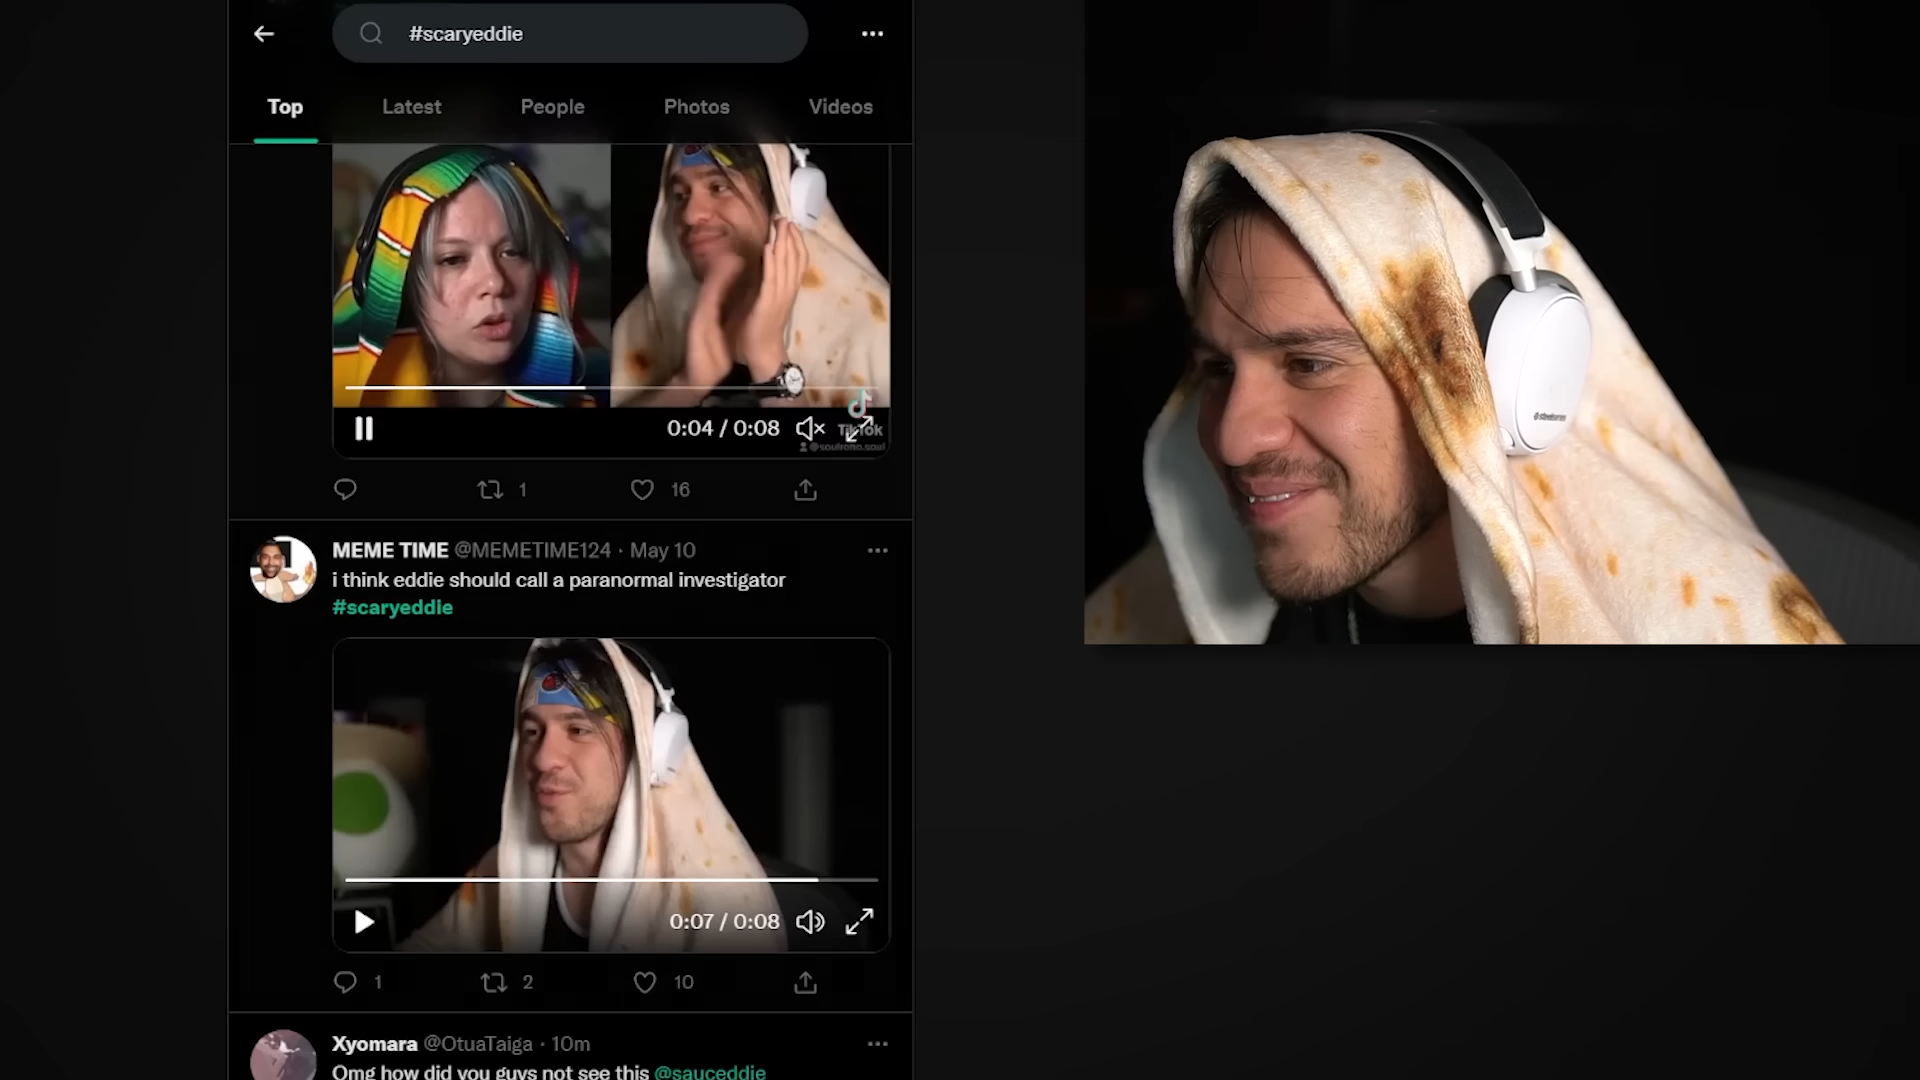 #scaryeddie
Top
Latest
People
Photos
Videos
0:04 / 0:08
TikTok
1
16
MEME TIME @MEMETIME124 · May 10
i think eddie should call a paranormal investigator
#scaryeddie
0:07 / 0:08
1
2
10
Xyomara @OtuaTaiga · 10m
Omg how did you guys not see this @sauceddie
steelseries